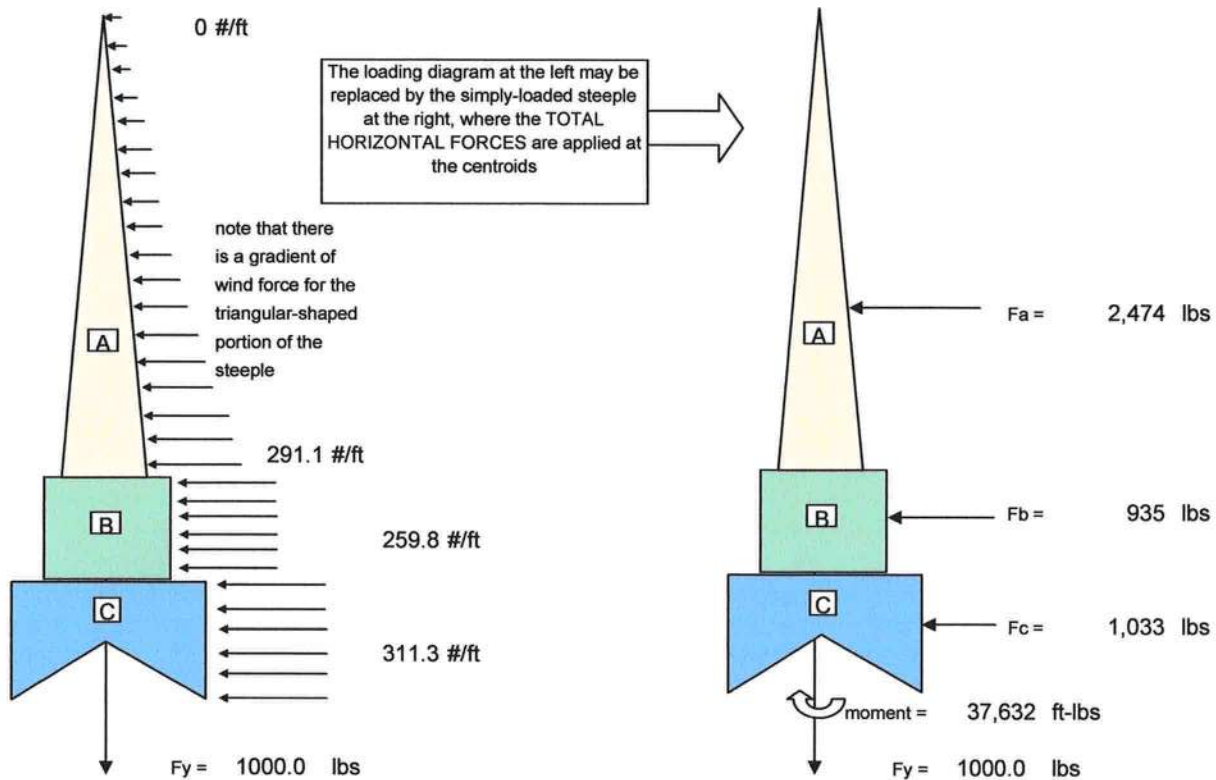 0 #/ft
The loading diagram at the left may be
replaced by the simply-loaded steeple
at the right, where the TOTAL
HORIZONTAL FORCES are applied at
the centroids
note that there
is a gradient of
wind force for the
triangular-shaped
portion of the
steeple
A
291.1 #/ft
B
259.8 #/ft
C
311.3 #/ft
Fy = 1000.0 lbs
A
Fa = 2,474 lbs
B
Fb = 935 lbs
C
Fc = 1,033 lbs
moment = 37,632 ft-lbs
Fy = 1000.0 lbs